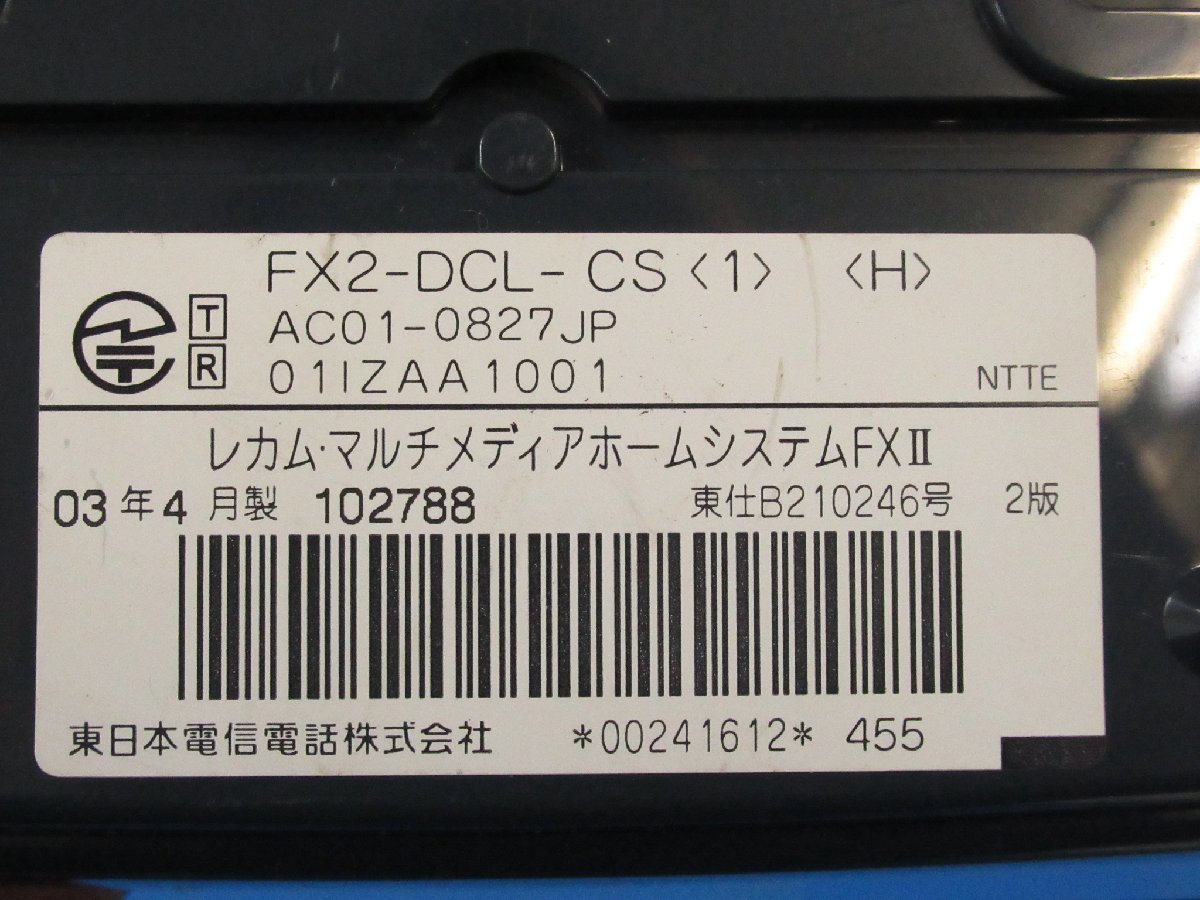 FX2-DCL-CS〈1〉 〈H〉
T AC01-0827JP
R 01IZAA1001 NTTE
レカム・マルチメディアホームシステムFXⅡ
03年4月製 102788 東仕B210246号 2版
東日本電信電話株式会社 *00241612* 455